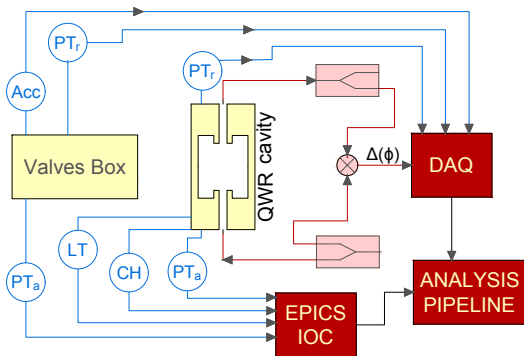 PTr
PTr
Acc
QWR cavity
Δ(ϕ)
Valves Box
DAQ
LT
CH
PTa
PTa
EPICS
IOC
ANALYSIS
PIPELINE